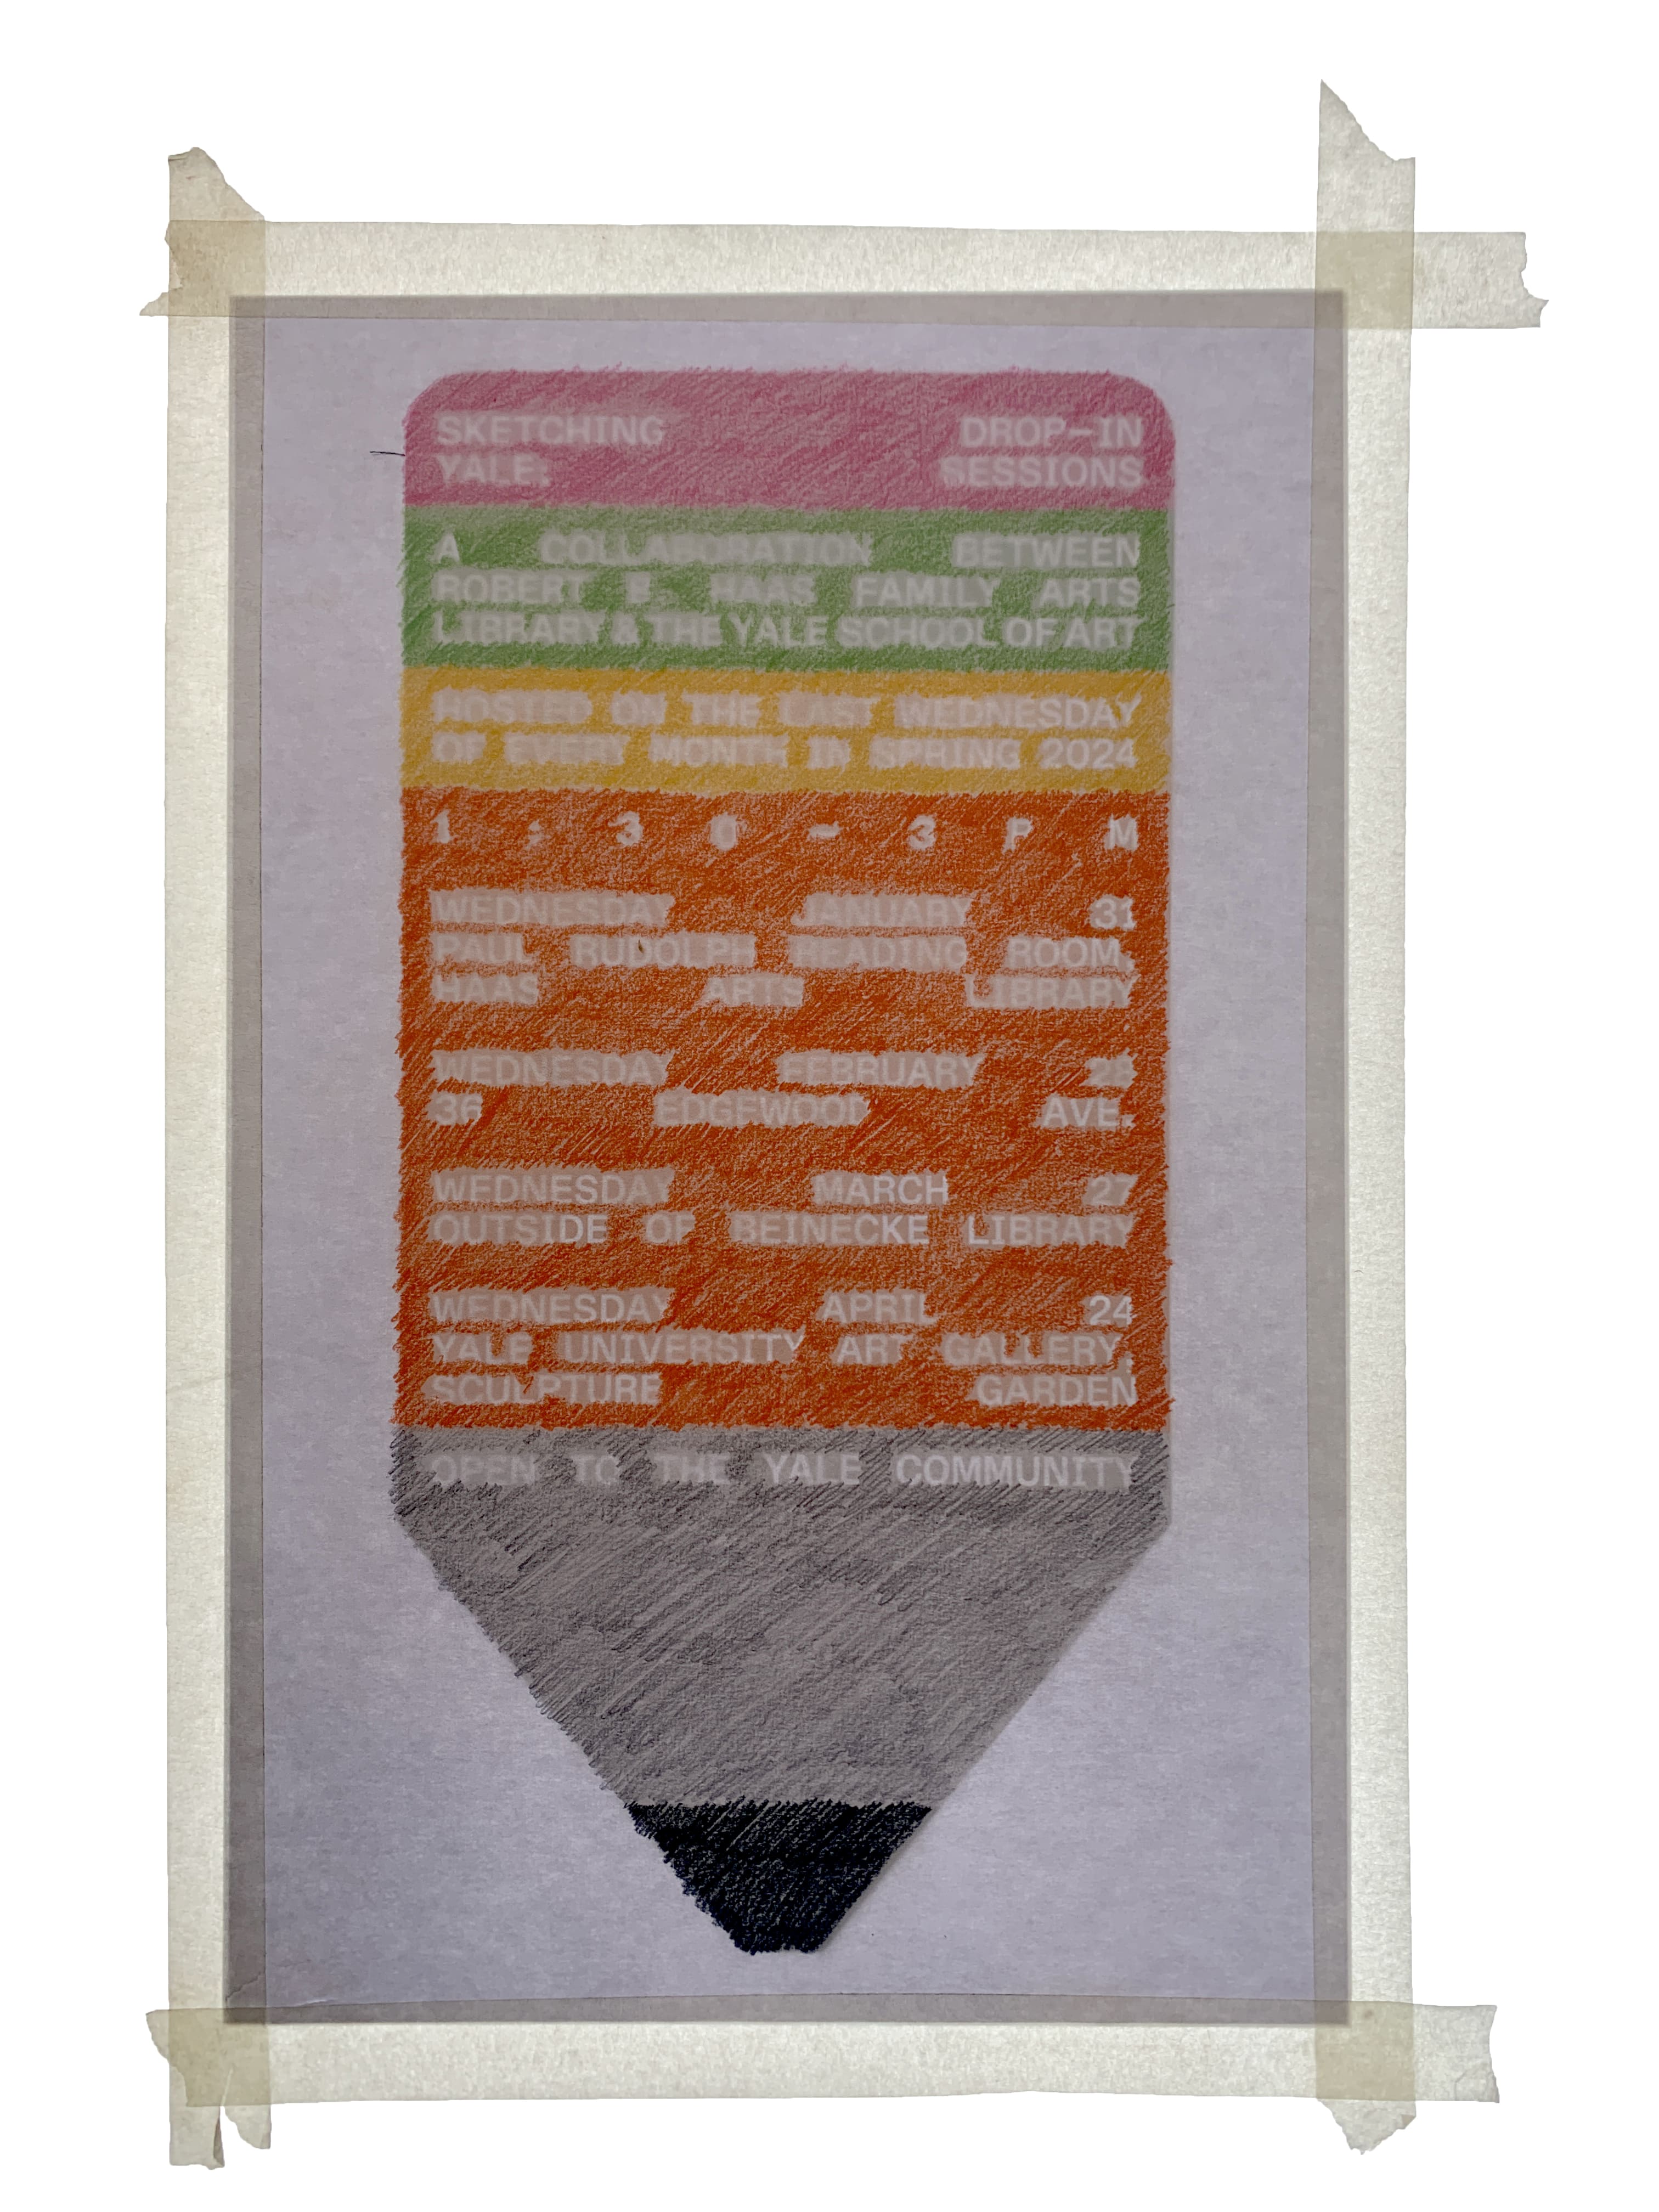 SKETCHING DROP-IN
YALE: SESSIONS
A COLLABORATION BETWEEN
ROBERT B. HAAS FAMILY ARTS
LIBRARY & THE YALE SCHOOL OF ART
HOSTED ON THE LAST WEDNESDAY
OF EVERY MONTH IN SPRING 2024
1:30-3PM
WEDNESDAY JANUARY 31
PAUL RUDOLPH READING ROOM,
HAAS ARTS LIBRARY
WEDNESDAY FEBRUARY 28
36 EDGEWOOD AVE.
WEDNESDAY MARCH 27
OUTSIDE OF BEINECKE LIBRARY
WEDNESDAY APRIL 24
YALE UNIVERSITY ART GALLERY,
SCULPTURE GARDEN
OPEN TO THE YALE COMMUNITY